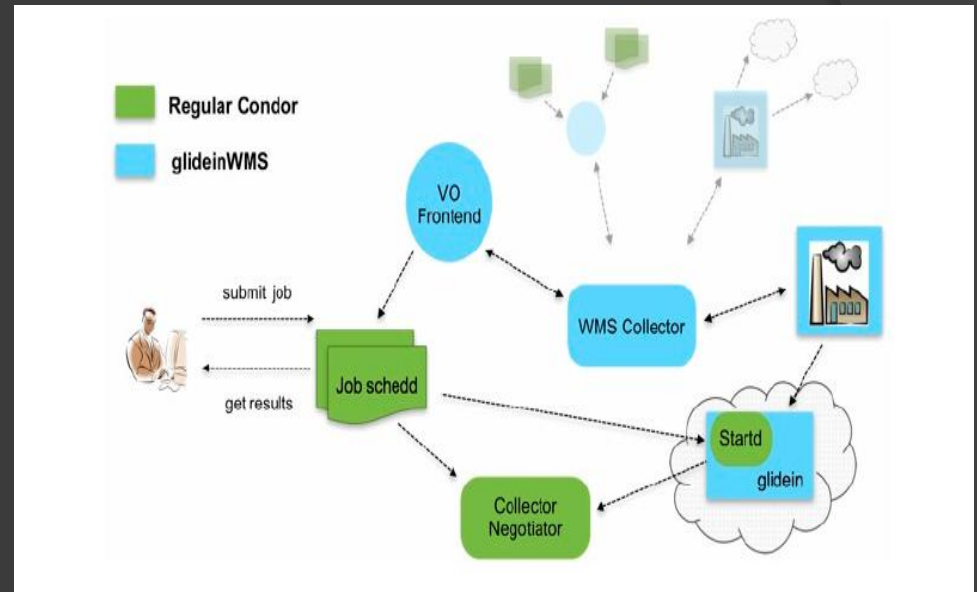 Regular Condor
glideinWMS
VO
Frontend
submit job
WMS Collector
Job schedd
get results
Startd
glidein
Collector
Negotiator